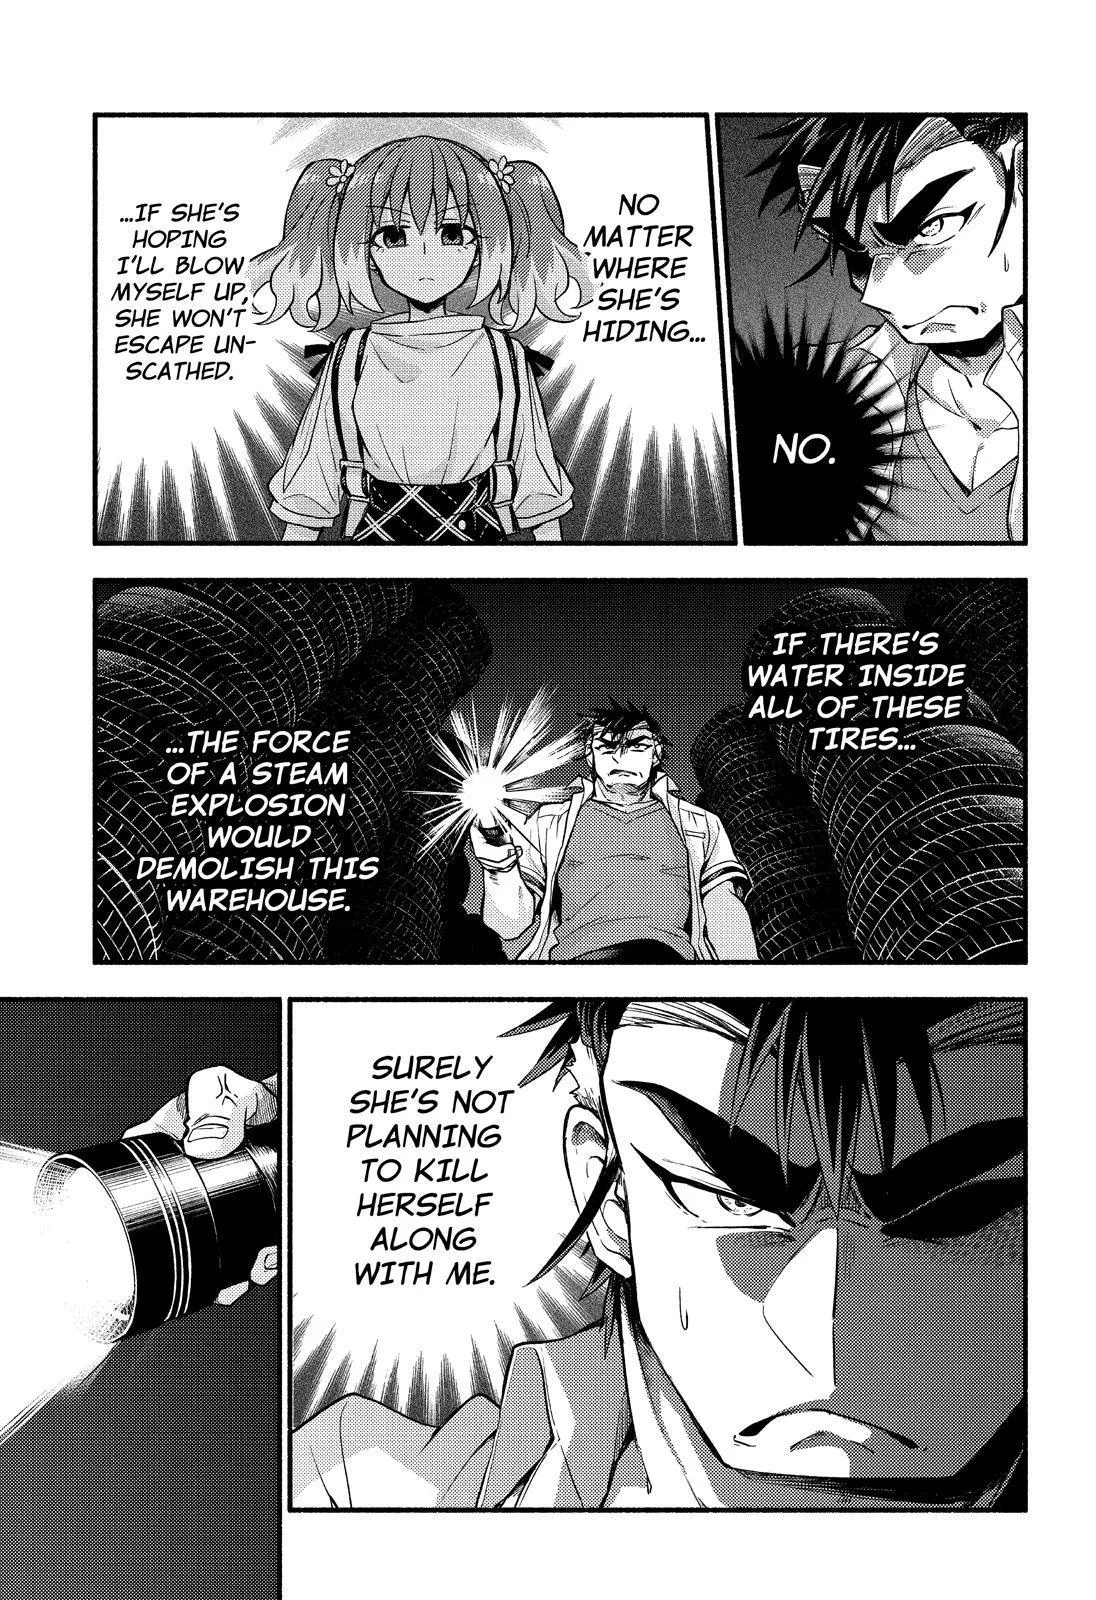 NO.
NO
MATTER
WHERE
SHE'S
HIDING...
...IF SHE'S
HOPING
I'LL BLOW
MYSELF UP,
SHE WON'T
ESCAPE UN-
SCATHED.
IF THERE'S
WATER INSIDE
ALL OF THESE
TIRES...
...THE FORCE
OF A STEAM
EXPLOSION
WOULD
DEMOLISH THIS
WAREHOUSE.
SURELY
SHE'S NOT
PLANNING
TO KILL
HERSELF
ALONG
WITH ME.